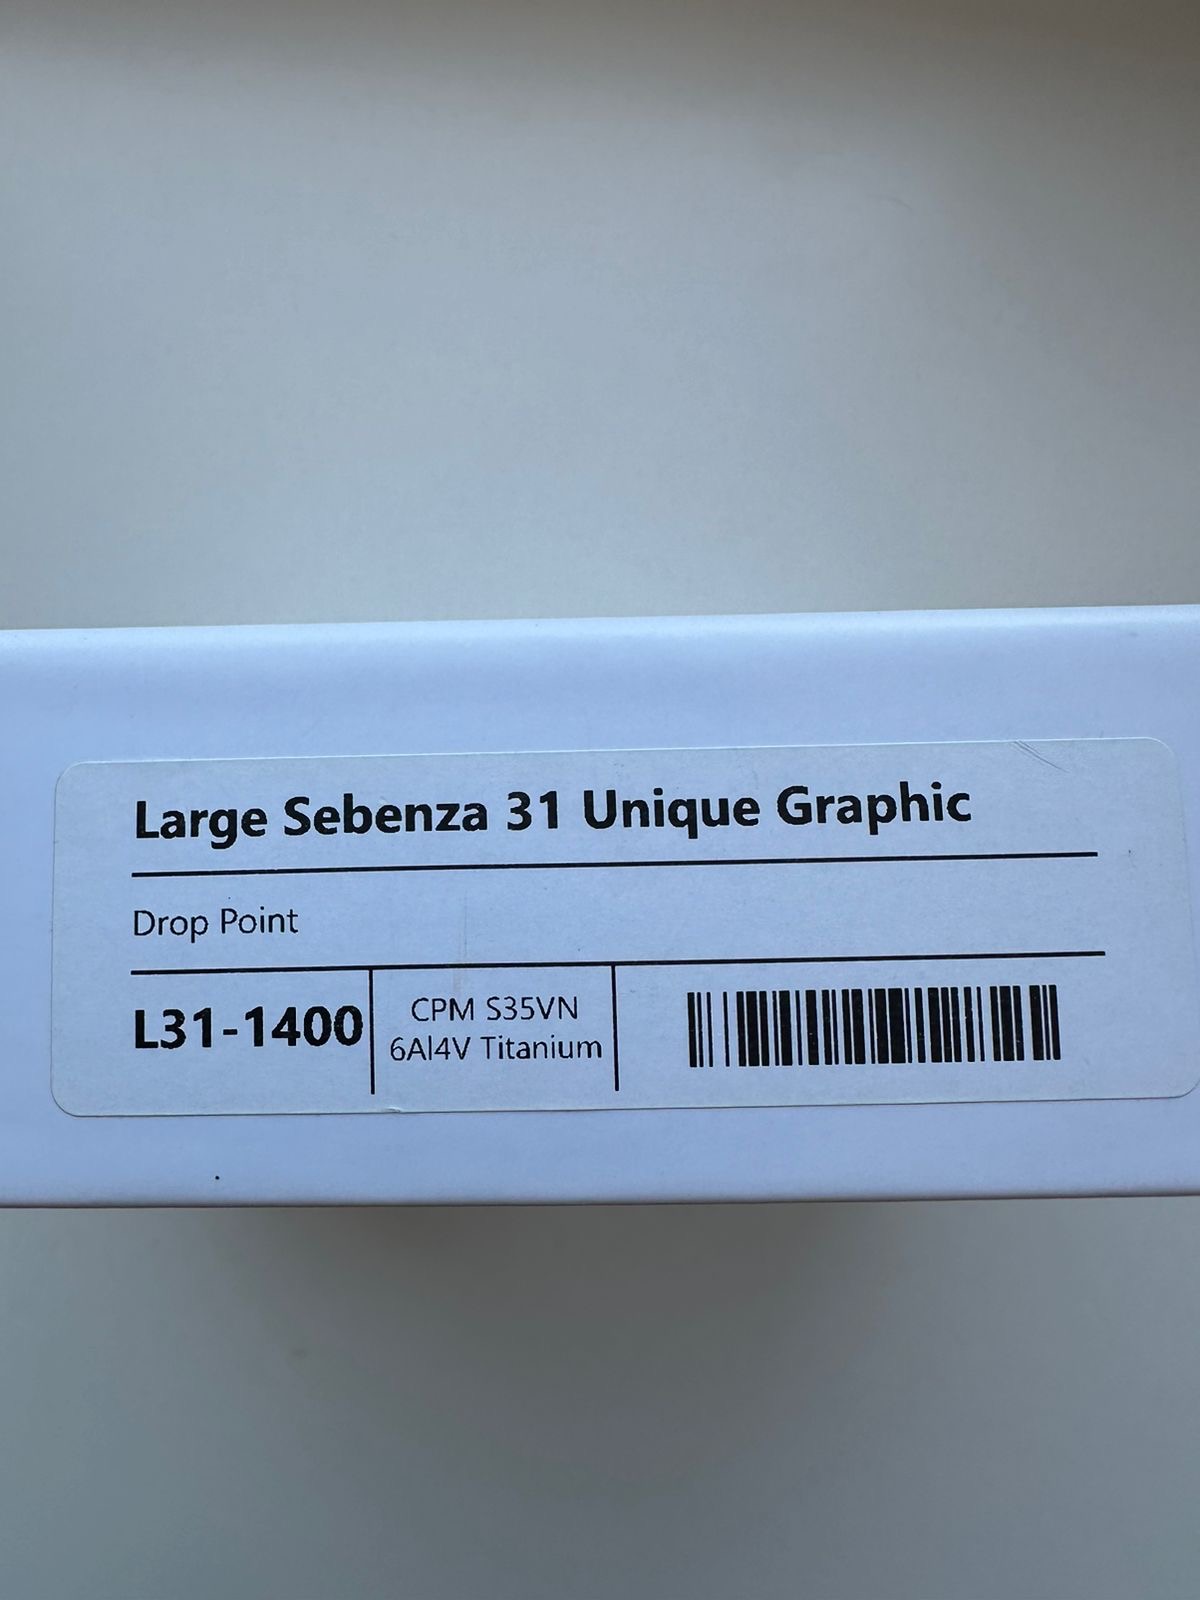 Large Sebenza 31 Unique Graphic
Drop Point
L31-1400
CPM S35VN
6Al4V Titanium